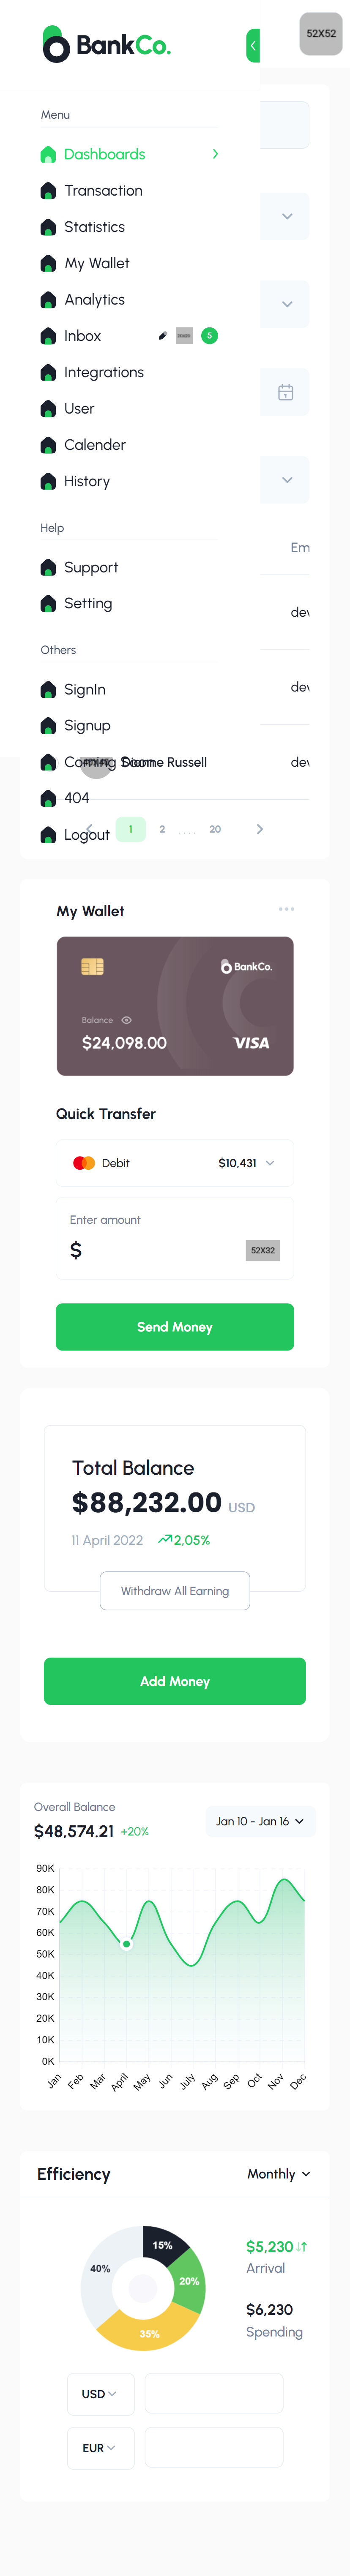 BankCo.
52X52
Menu
Dashboards
Transaction
Statistics
My Wallet
Analytics
Inbox
5
Integrations
User
Calender
History
Em
Help
Support
dev
Setting
Others
dev
SignIn
Signup
Coming Soon
Dianne Russell
dev
404
Logout
1 2 .... 20
My Wallet
BankCo.
Balance
$24,098.00
VISA
Quick Transfer
Debit $10,431
Enter amount
$
52X32
Send Money
Total Balance
$88,232.00 USD
11 April 2022 2,05%
Withdraw All Earning
Add Money
Overall Balance
$48,574.21 +20%
Jan 10 - Jan 16
90K
80K
70K
60K
50K
40K
30K
20K
10K
0K
Jan Feb Mar April May Jun July Aug Sep Oct Nov Dec
Efficiency Monthly
15%
20%
35%
40%
$5,230
Arrival
$6,230
Spending
USD
EUR